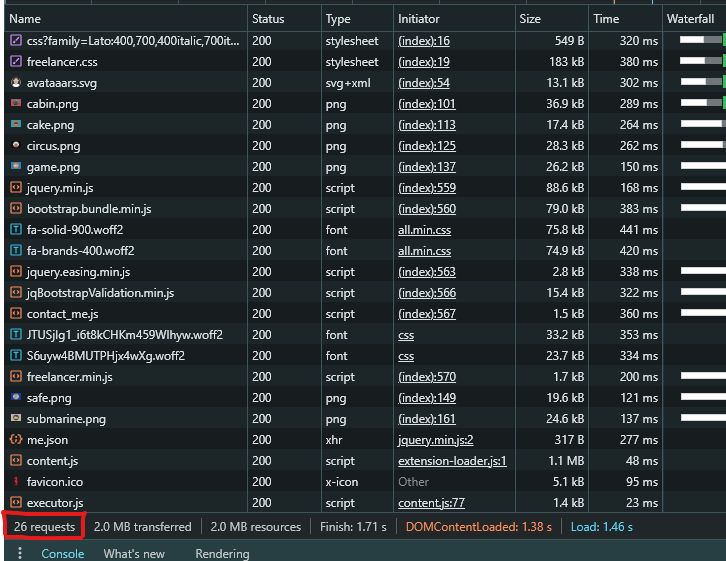 Name Status Type Initiator Size Time Waterfall
css?family=Lato:400,700,400italic,700it... 200 stylesheet (index):16 549 B 320 ms
freelancer.css 200 stylesheet (index):19 183 kB 380 ms
avataaars.svg 200 svg+xml (index):54 13.1 kB 302 ms
cabin.png 200 png (index):101 36.9 kB 289 ms
cake.png 200 png (index):113 17.4 kB 264 ms
circus.png 200 png (index):125 28.3 kB 262 ms
game.png 200 png (index):137 26.2 kB 150 ms
jquery.min.js 200 script (index):559 88.6 kB 168 ms
bootstrap.bundle.min.js 200 script (index):560 79.0 kB 383 ms
fa-solid-900.woff2 200 font all.min.css 75.8 kB 441 ms
fa-brands-400.woff2 200 font all.min.css 74.9 kB 420 ms
jquery.easing.min.js 200 script (index):563 2.8 kB 338 ms
jqBootstrapValidation.min.js 200 script (index):566 15.4 kB 322 ms
contact_me.js 200 script (index):567 1.5 kB 360 ms
JTUSjIg1_i6t8kCHKm459Wlhyw.woff2 200 font css 33.2 kB 353 ms
S6uyw4BMUTPHjx4wXg.woff2 200 font css 23.7 kB 334 ms
freelancer.min.js 200 script (index):570 1.7 kB 200 ms
safe.png 200 png (index):149 19.6 kB 121 ms
submarine.png 200 png (index):161 24.6 kB 137 ms
me.json 200 xhr jquery.min.js:2 317 B 277 ms
content.js 200 script extension-loader.js:1 1.1 MB 48 ms
favicon.ico 200 x-icon Other 5.1 kB 95 ms
executor.js 200 script content.js:77 1.4 kB 23 ms
26 requests 2.0 MB transferred 2.0 MB resources Finish: 1.71 s DOMContentLoaded: 1.38 s Load: 1.46 s
Console What's new Rendering